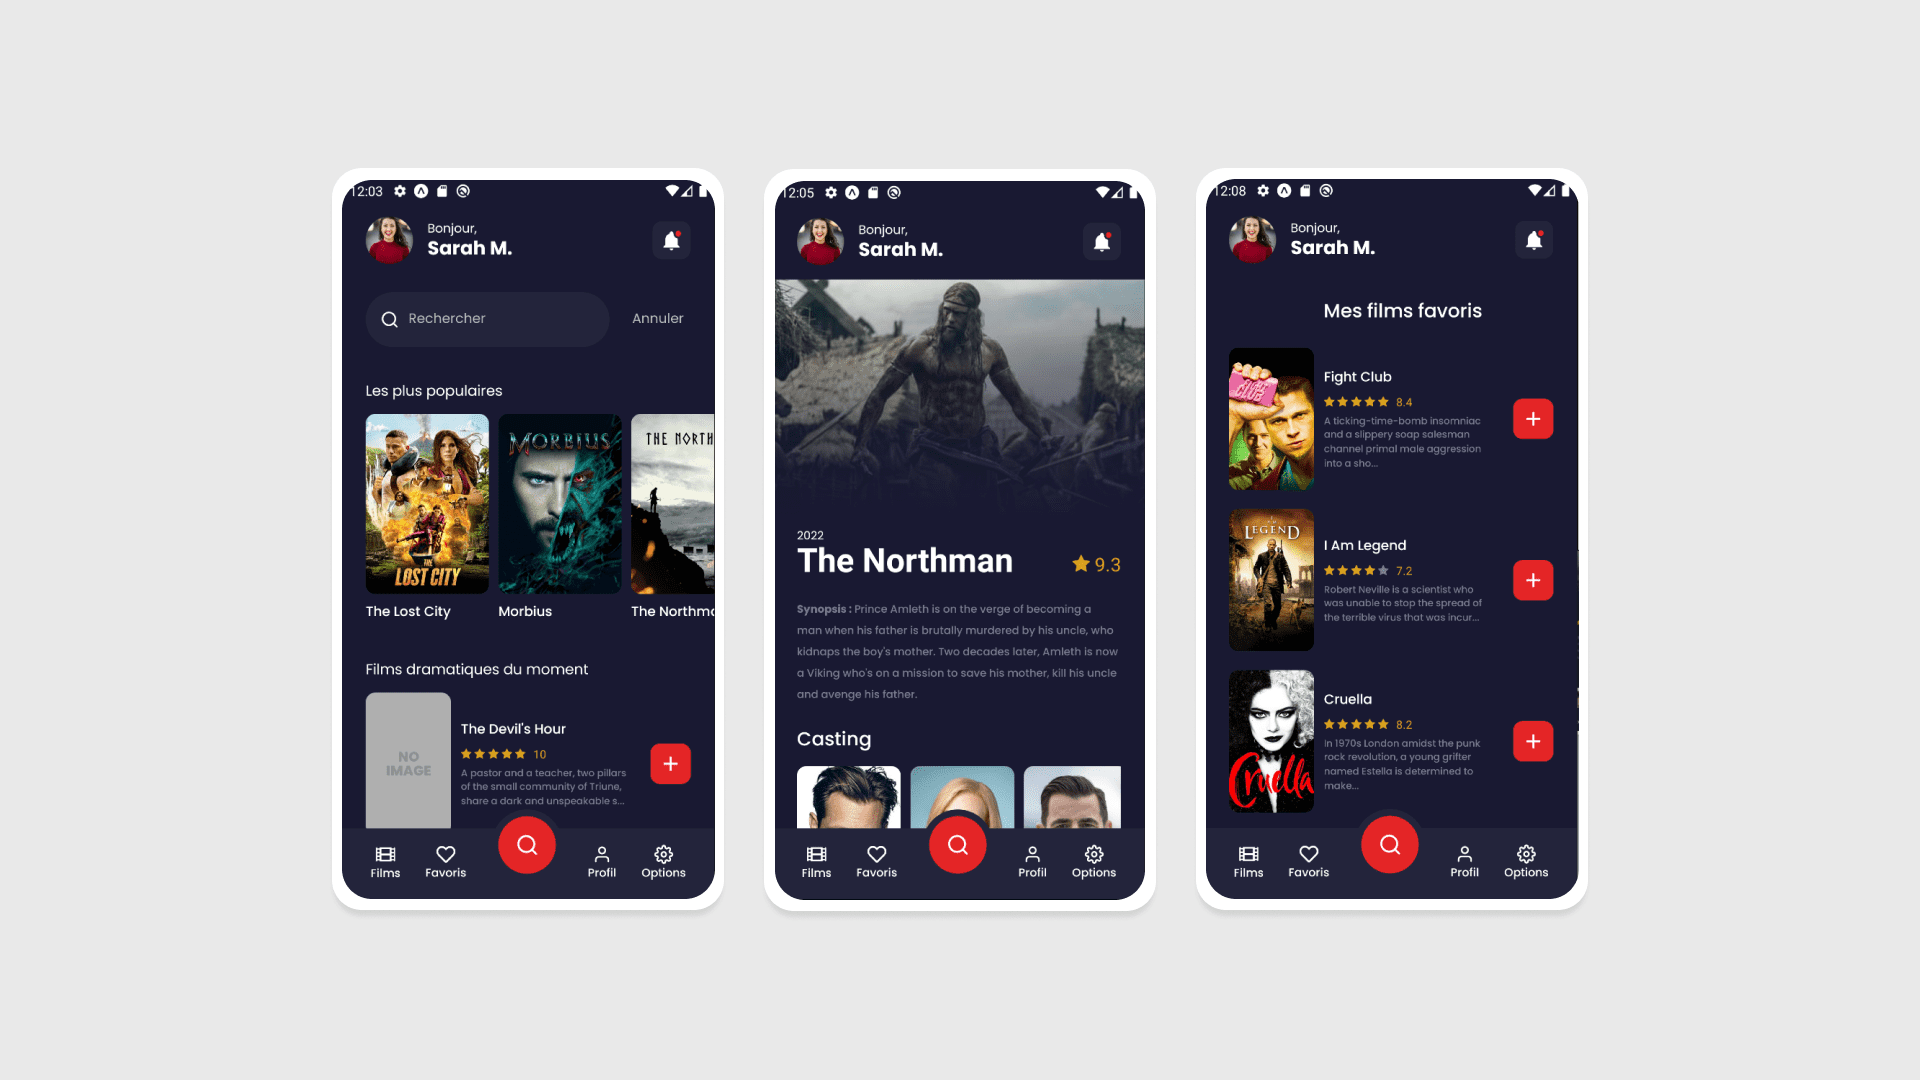 12:03
Bonjour,
Sarah M.
Rechercher
Annuler
Les plus populaires
MORBIUS
THE NORTH
THE
LOST CITY
The Lost City
Morbius
The Northm
Films dramatiques du moment
NO
IMAGE
The Devil's Hour
10
A pastor and a teacher, two pillars
of the small community of Triune,
share a dark and unspeakable s...
Films
Favoris
Profil
Options
12:05
Bonjour,
Sarah M.
2022
The Northman
9.3
Synopsis : Prince Amleth is on the verge of becoming a
man when his father is brutally murdered by his uncle, who
kidnaps the boy's mother. Two decades later, Amleth is now
a Viking who's on a mission to save his mother, kill his uncle
and avenge his father.
Casting
Films
Favoris
Profil
Options
12:08
Bonjour,
Sarah M.
Mes films favoris
CLUB
Fight Club
8.4
A ticking-time-bomb insomniac
and a slippery soap salesman
channel primal male aggression
into a sho...
I AM
LEGEND
I Am Legend
7.2
Robert Neville is a scientist who
was unable to stop the spread of
the terrible virus that was incur...
Cruella
Cruella
8.2
In 1970s London amidst the punk
rock revolution, a young grifter
named Estella is determined to
make...
Films
Favoris
Profil
Options